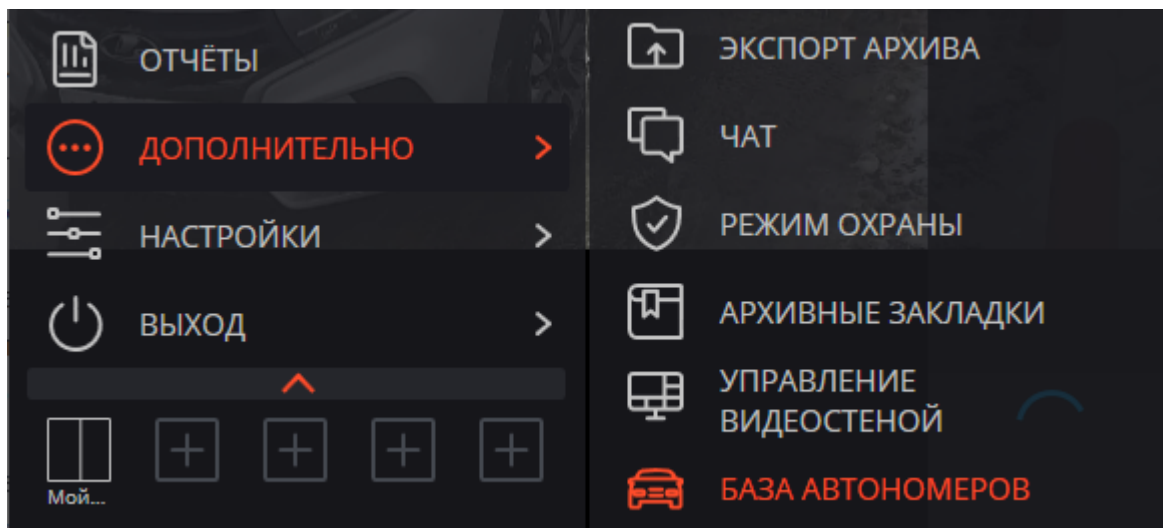 ОТЧЁТЫ
ДОПОЛНИТЕЛЬНО
НАСТРОЙКИ
ВЫХОД
Мой...
ЭКСПОРТ АРХИВА
ЧАТ
РЕЖИМ ОХРАНЫ
АРХИВНЫЕ ЗАКЛАДКИ
УПРАВЛЕНИЕ
ВИДЕОСТЕНОЙ
БАЗА АВТОНОМЕРОВ